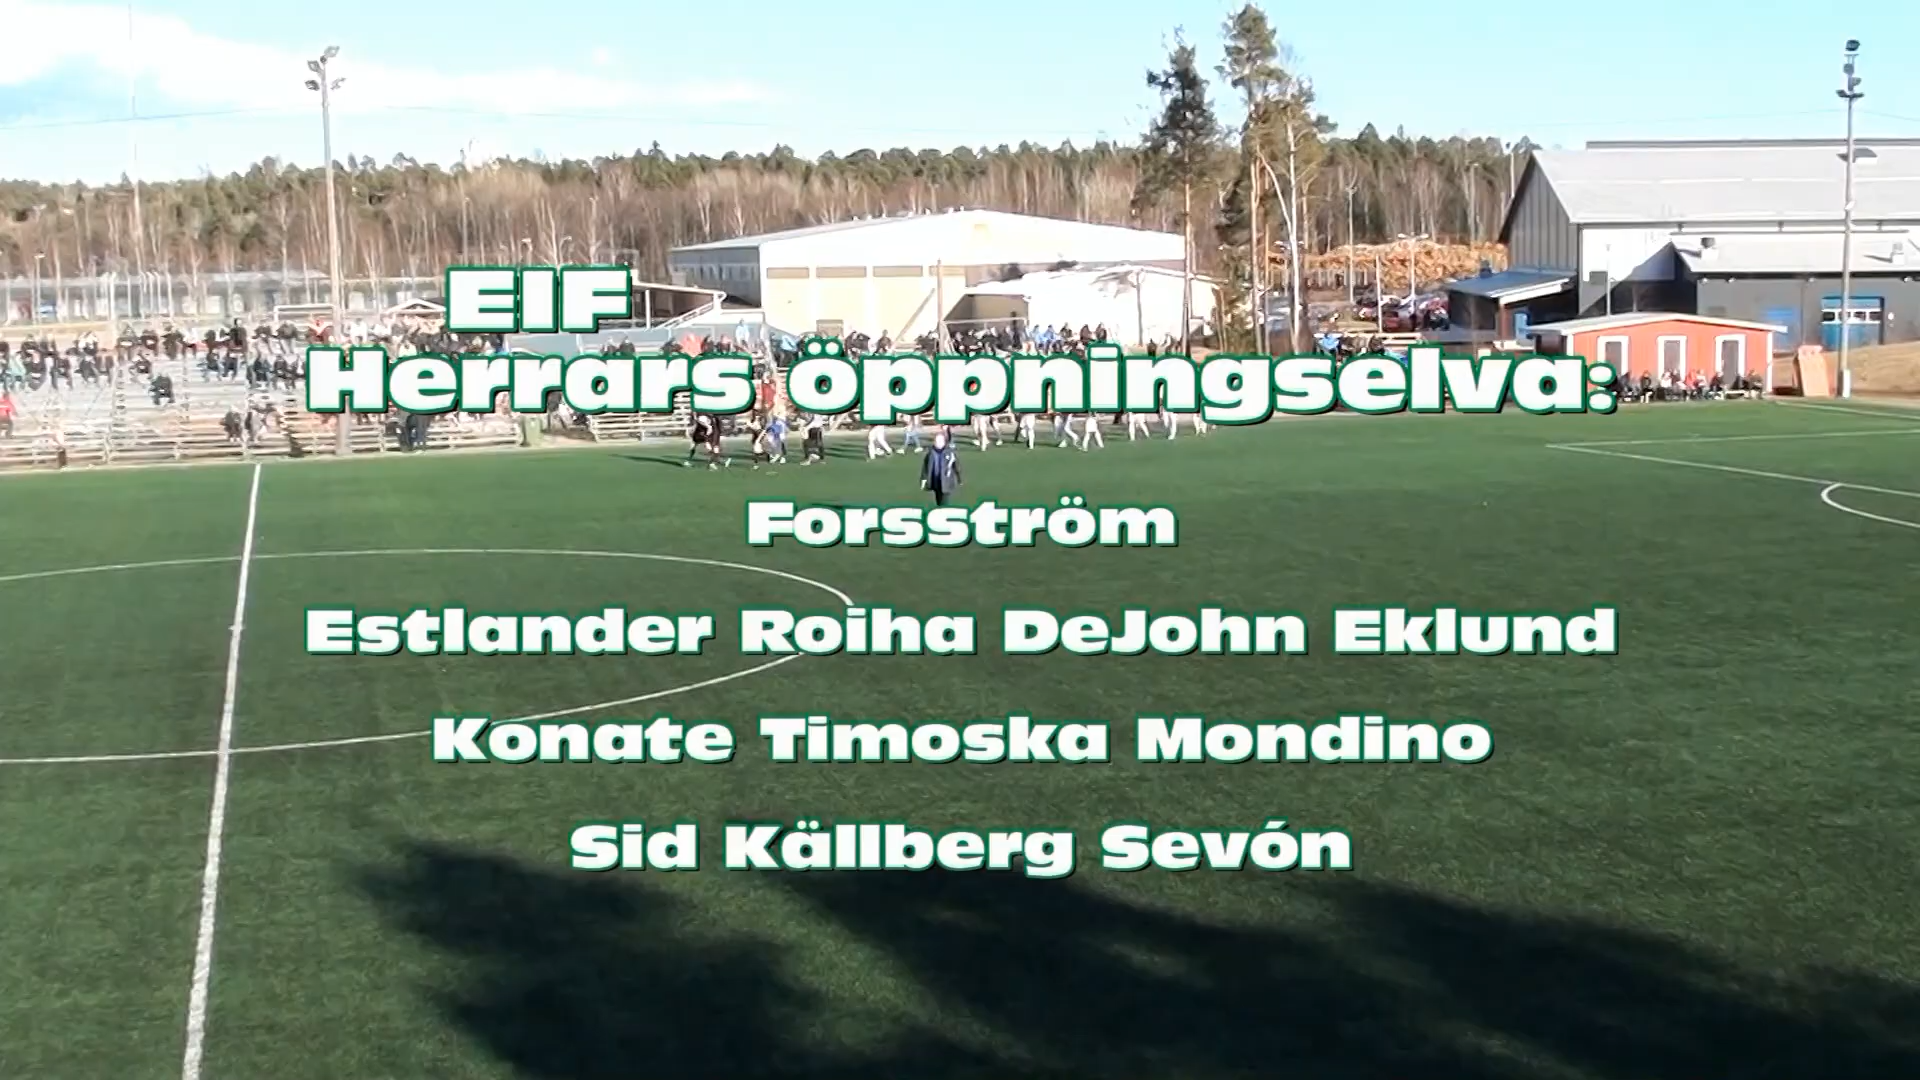 EIF
Herrars öppningselva:
Forsström
Estlander Roiha DeJohn Eklund
Konate Timoska Mondino
Sid Källberg Sevón